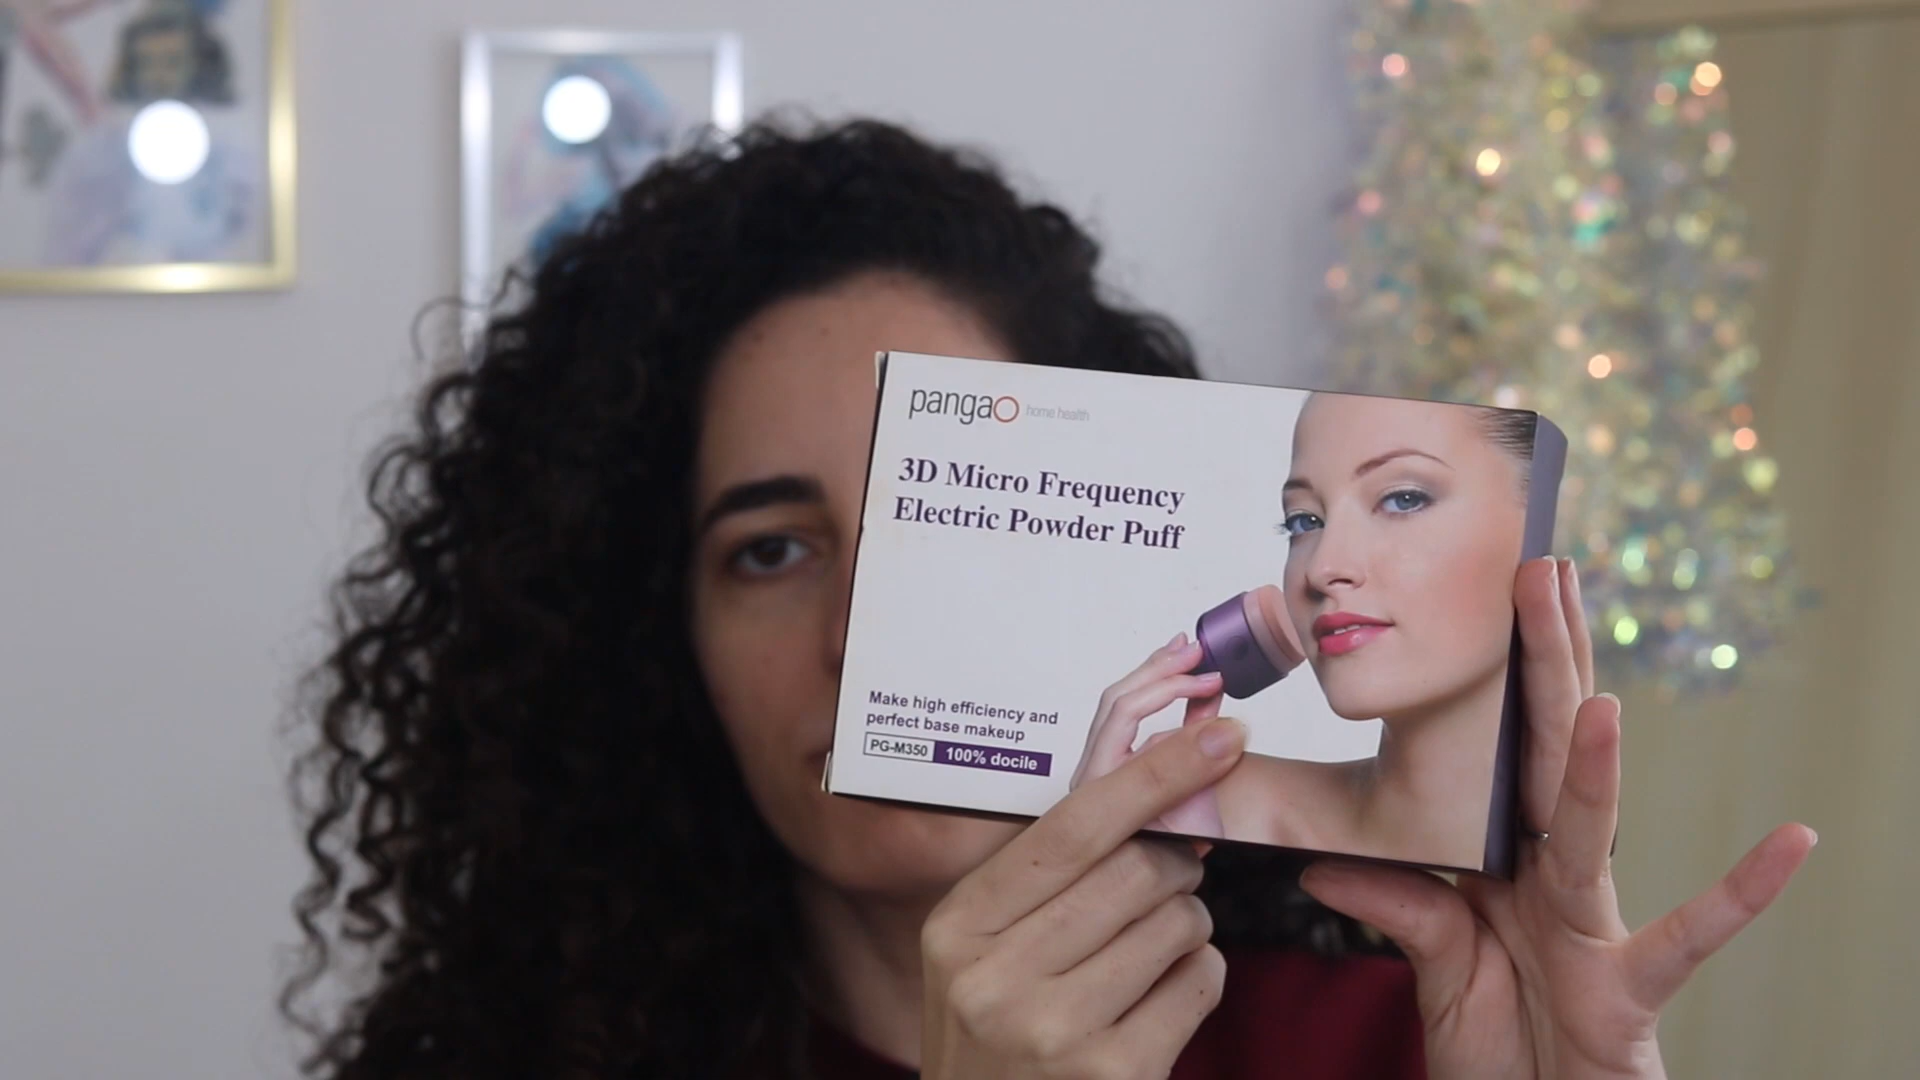 pangao home health
3D Micro Frequency
Electric Powder Puff
Make high efficiency and
perfect base makeup
PG-M350 100% docile